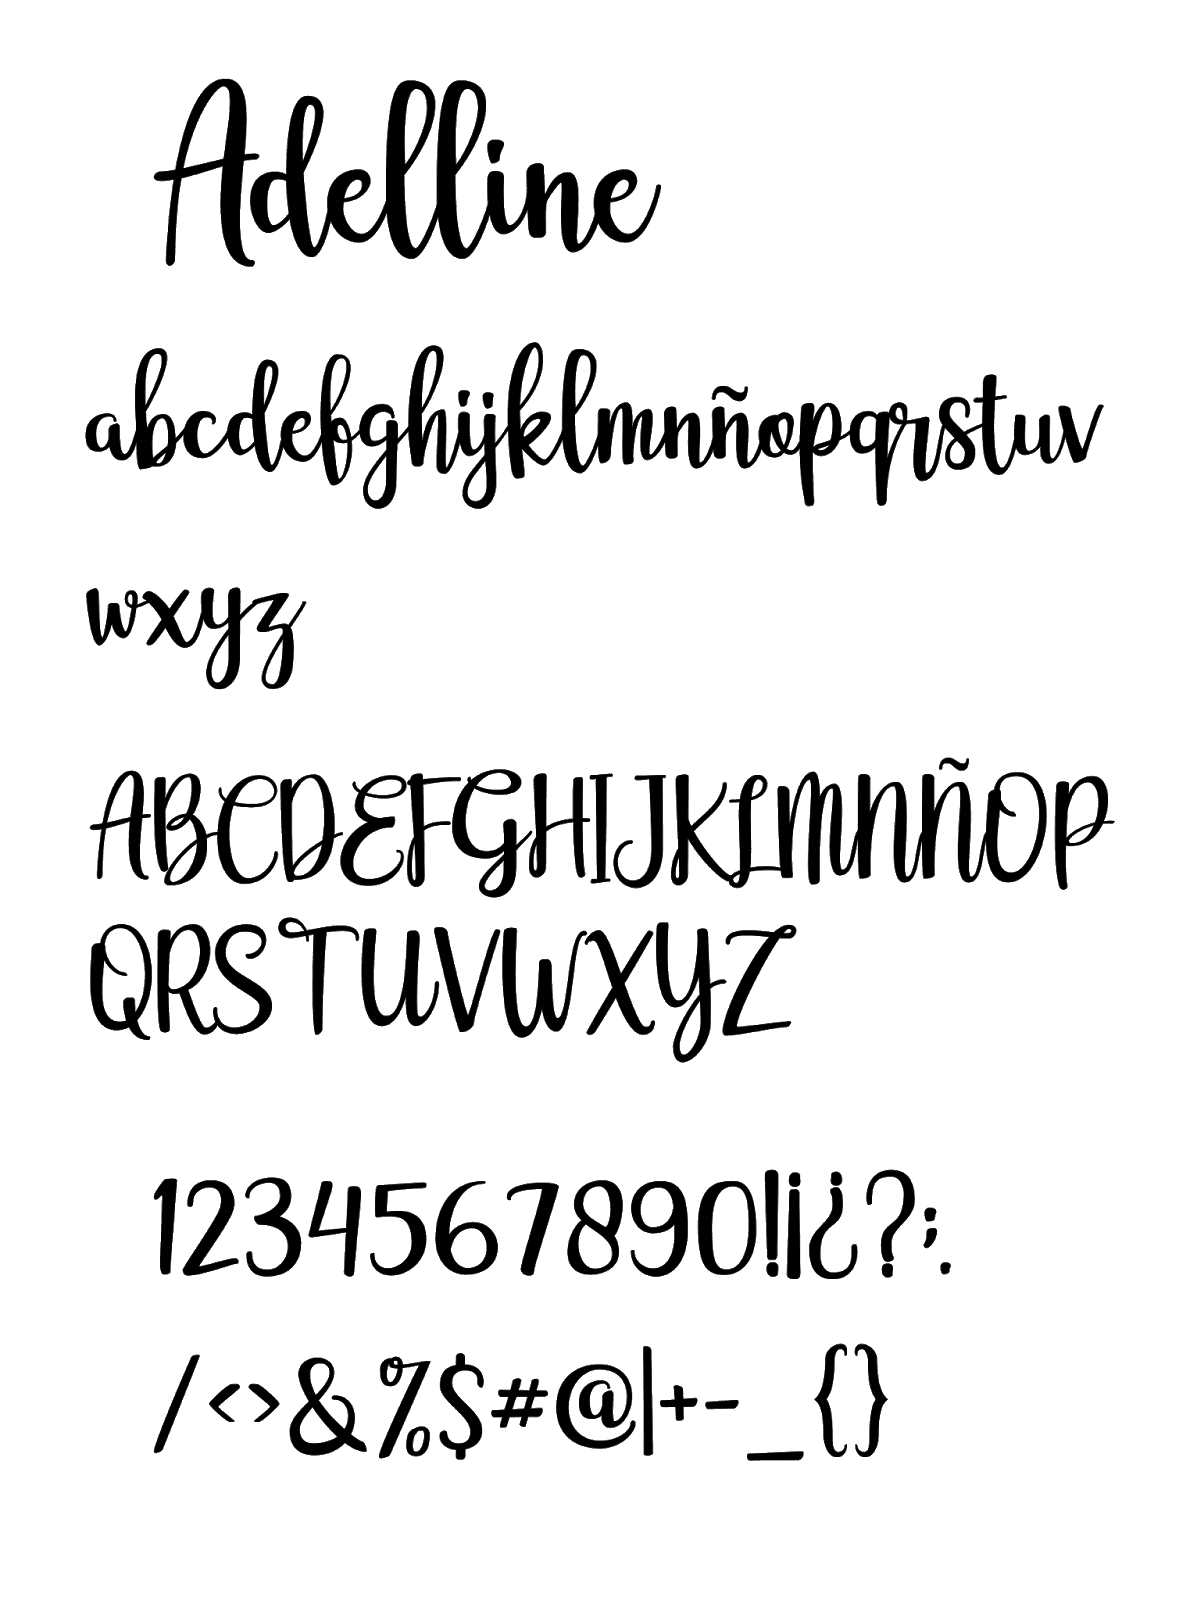 Adelline
abcdefghijklmnñopqrstuv
wxyz
ABCDEFGHIJKLMNÑOP
QRSTUVWXYZ
1234567890!¡¿?;.
/<>&%$#@|+-_{}